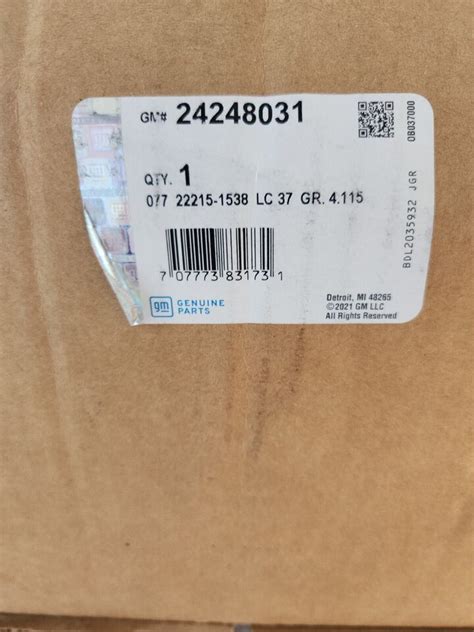 GM# 24248031
QTY. 1
077 22215-1538 LC 37 GR. 4.115
7 07773 83173 1
gm GENUINE
PARTS
Detroit, MI 48265
©2021 GM LLC
All Rights Reserved
0B037000
BDL2035932 JGR